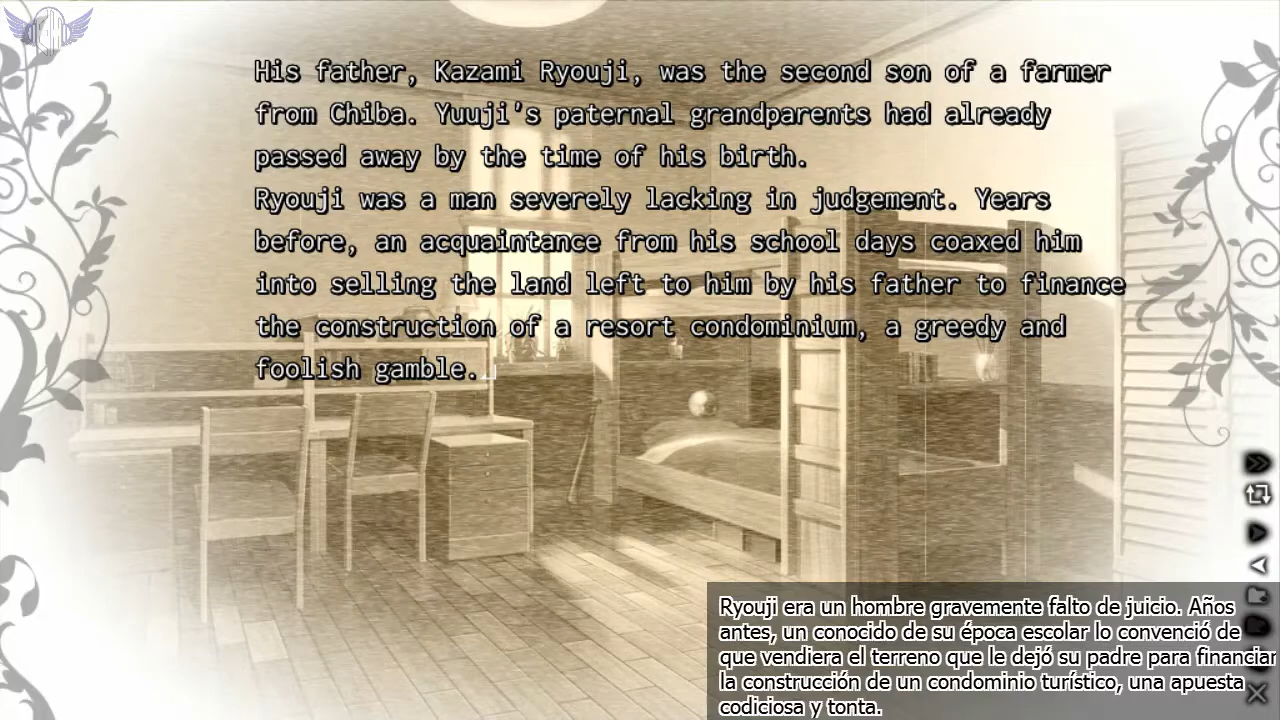 His father, Kazami Ryouji, was the second son of a farmer
from Chiba. Yuuji's paternal grandparents had already
passed away by the time of his birth.
Ryouji was a man severely lacking in judgement. Years
before, an acquaintance from his school days coaxed him
into selling the land left to him by his father to finance
the construction of a resort condominium, a greedy and
foolish gamble.
Ryouji era un hombre gravemente falto de juicio. Años
antes, un conocido de su época escolar lo convenció de
que vendiera el terreno que le dejó su padre para financiar
la construcción de un condominio turístico, una apuesta
codiciosa y tonta.